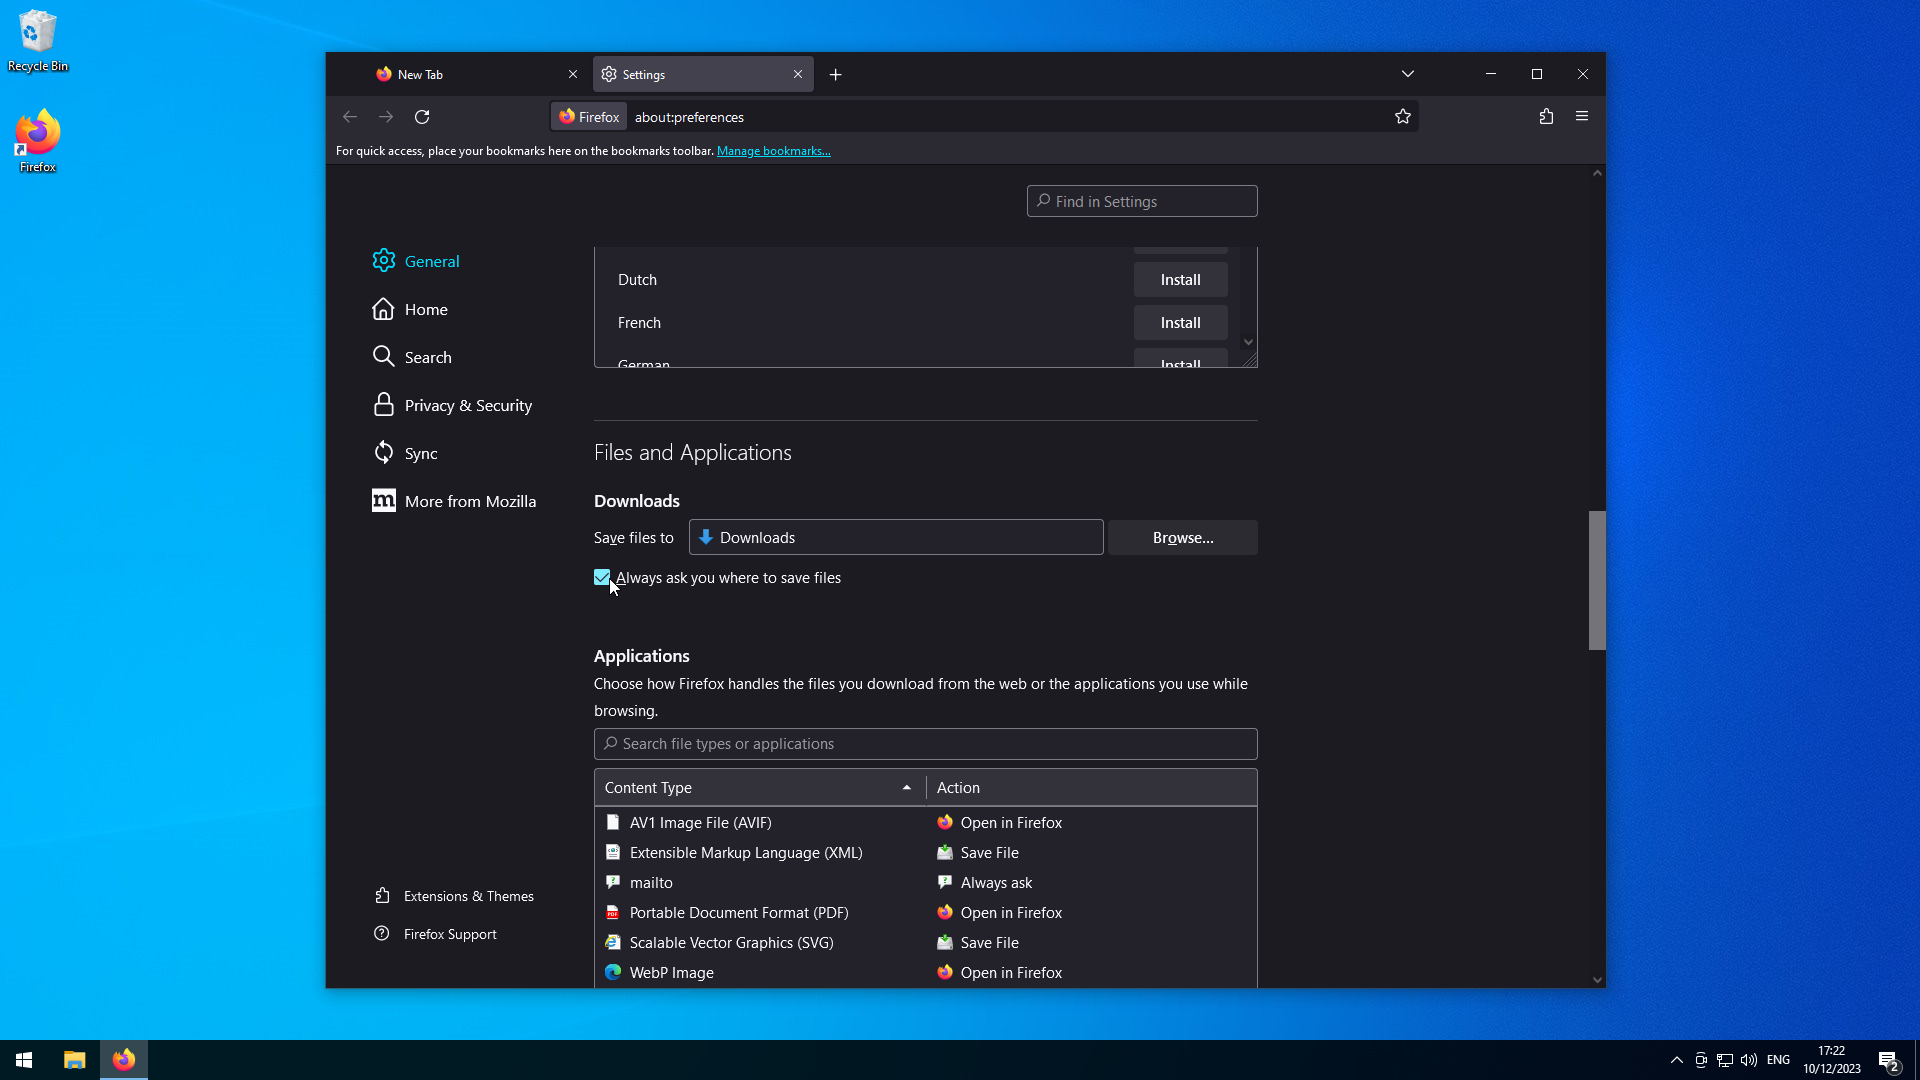 Recycle Bin
Firefox
New Tab
Settings
Firefox
about:preferences
For quick access, place your bookmarks here on the bookmarks toolbar. Manage bookmarks...
Find in Settings
General
Home
Search
Privacy & Security
Sync
More from Mozilla
Extensions & Themes
Firefox Support
Dutch Install
French Install
German Install
Files and Applications
Downloads
Save files to Downloads Browse...
Always ask you where to save files
Applications
Choose how Firefox handles the files you download from the web or the applications you use while
browsing.
Search file types or applications
Content Type Action
AV1 Image File (AVIF) Open in Firefox
Extensible Markup Language (XML) Save File
mailto Always ask
Portable Document Format (PDF) Open in Firefox
Scalable Vector Graphics (SVG) Save File
WebP Image Open in Firefox
ENG
17:22
10/12/2023
2